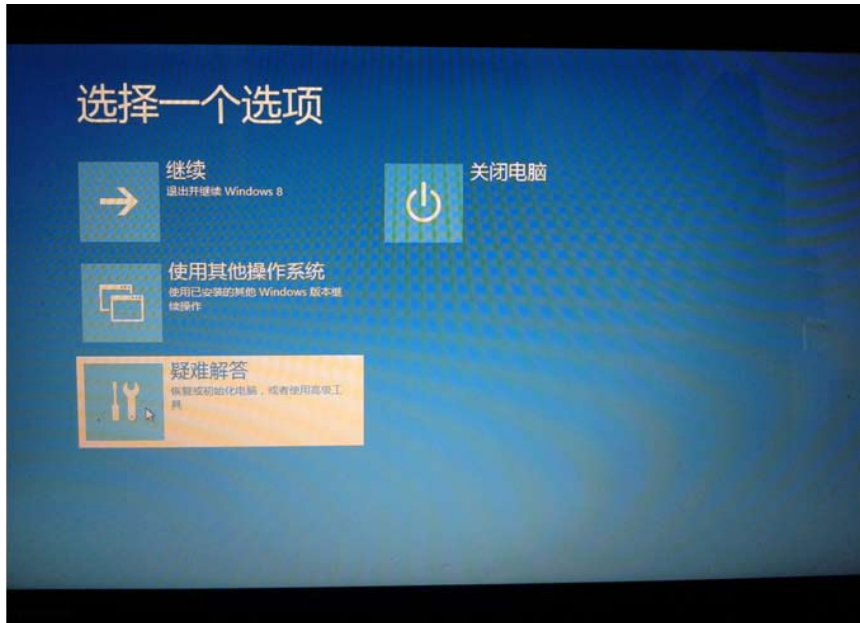 选择一个选项
继续
退出并继续 Windows 8
关闭电脑
使用其他操作系统
使用已安装的其他 Windows 版本继
续操作
疑难解答
恢复或初始化电脑，或者使用高级工
具